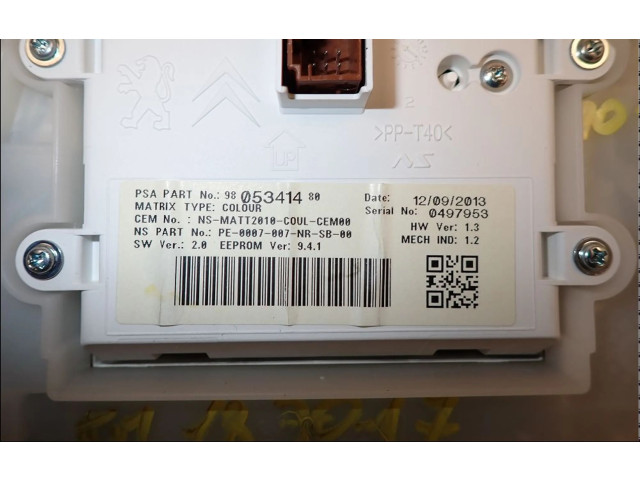 2
>PP-T40<
UP
PSA PART No.: 98 053414 80
MATRIX TYPE: COLOUR
CEM No.: NS-MATT2010-COUL-CEM00
NS PART No.: PE-0007-007-NR-SB-00
SW Ver.: 2.0 EEPROM Ver: 9.4.1
Date: 12/09/2013
Serial No: 0497953
HW Ver: 1.3
MECH IND: 1.2